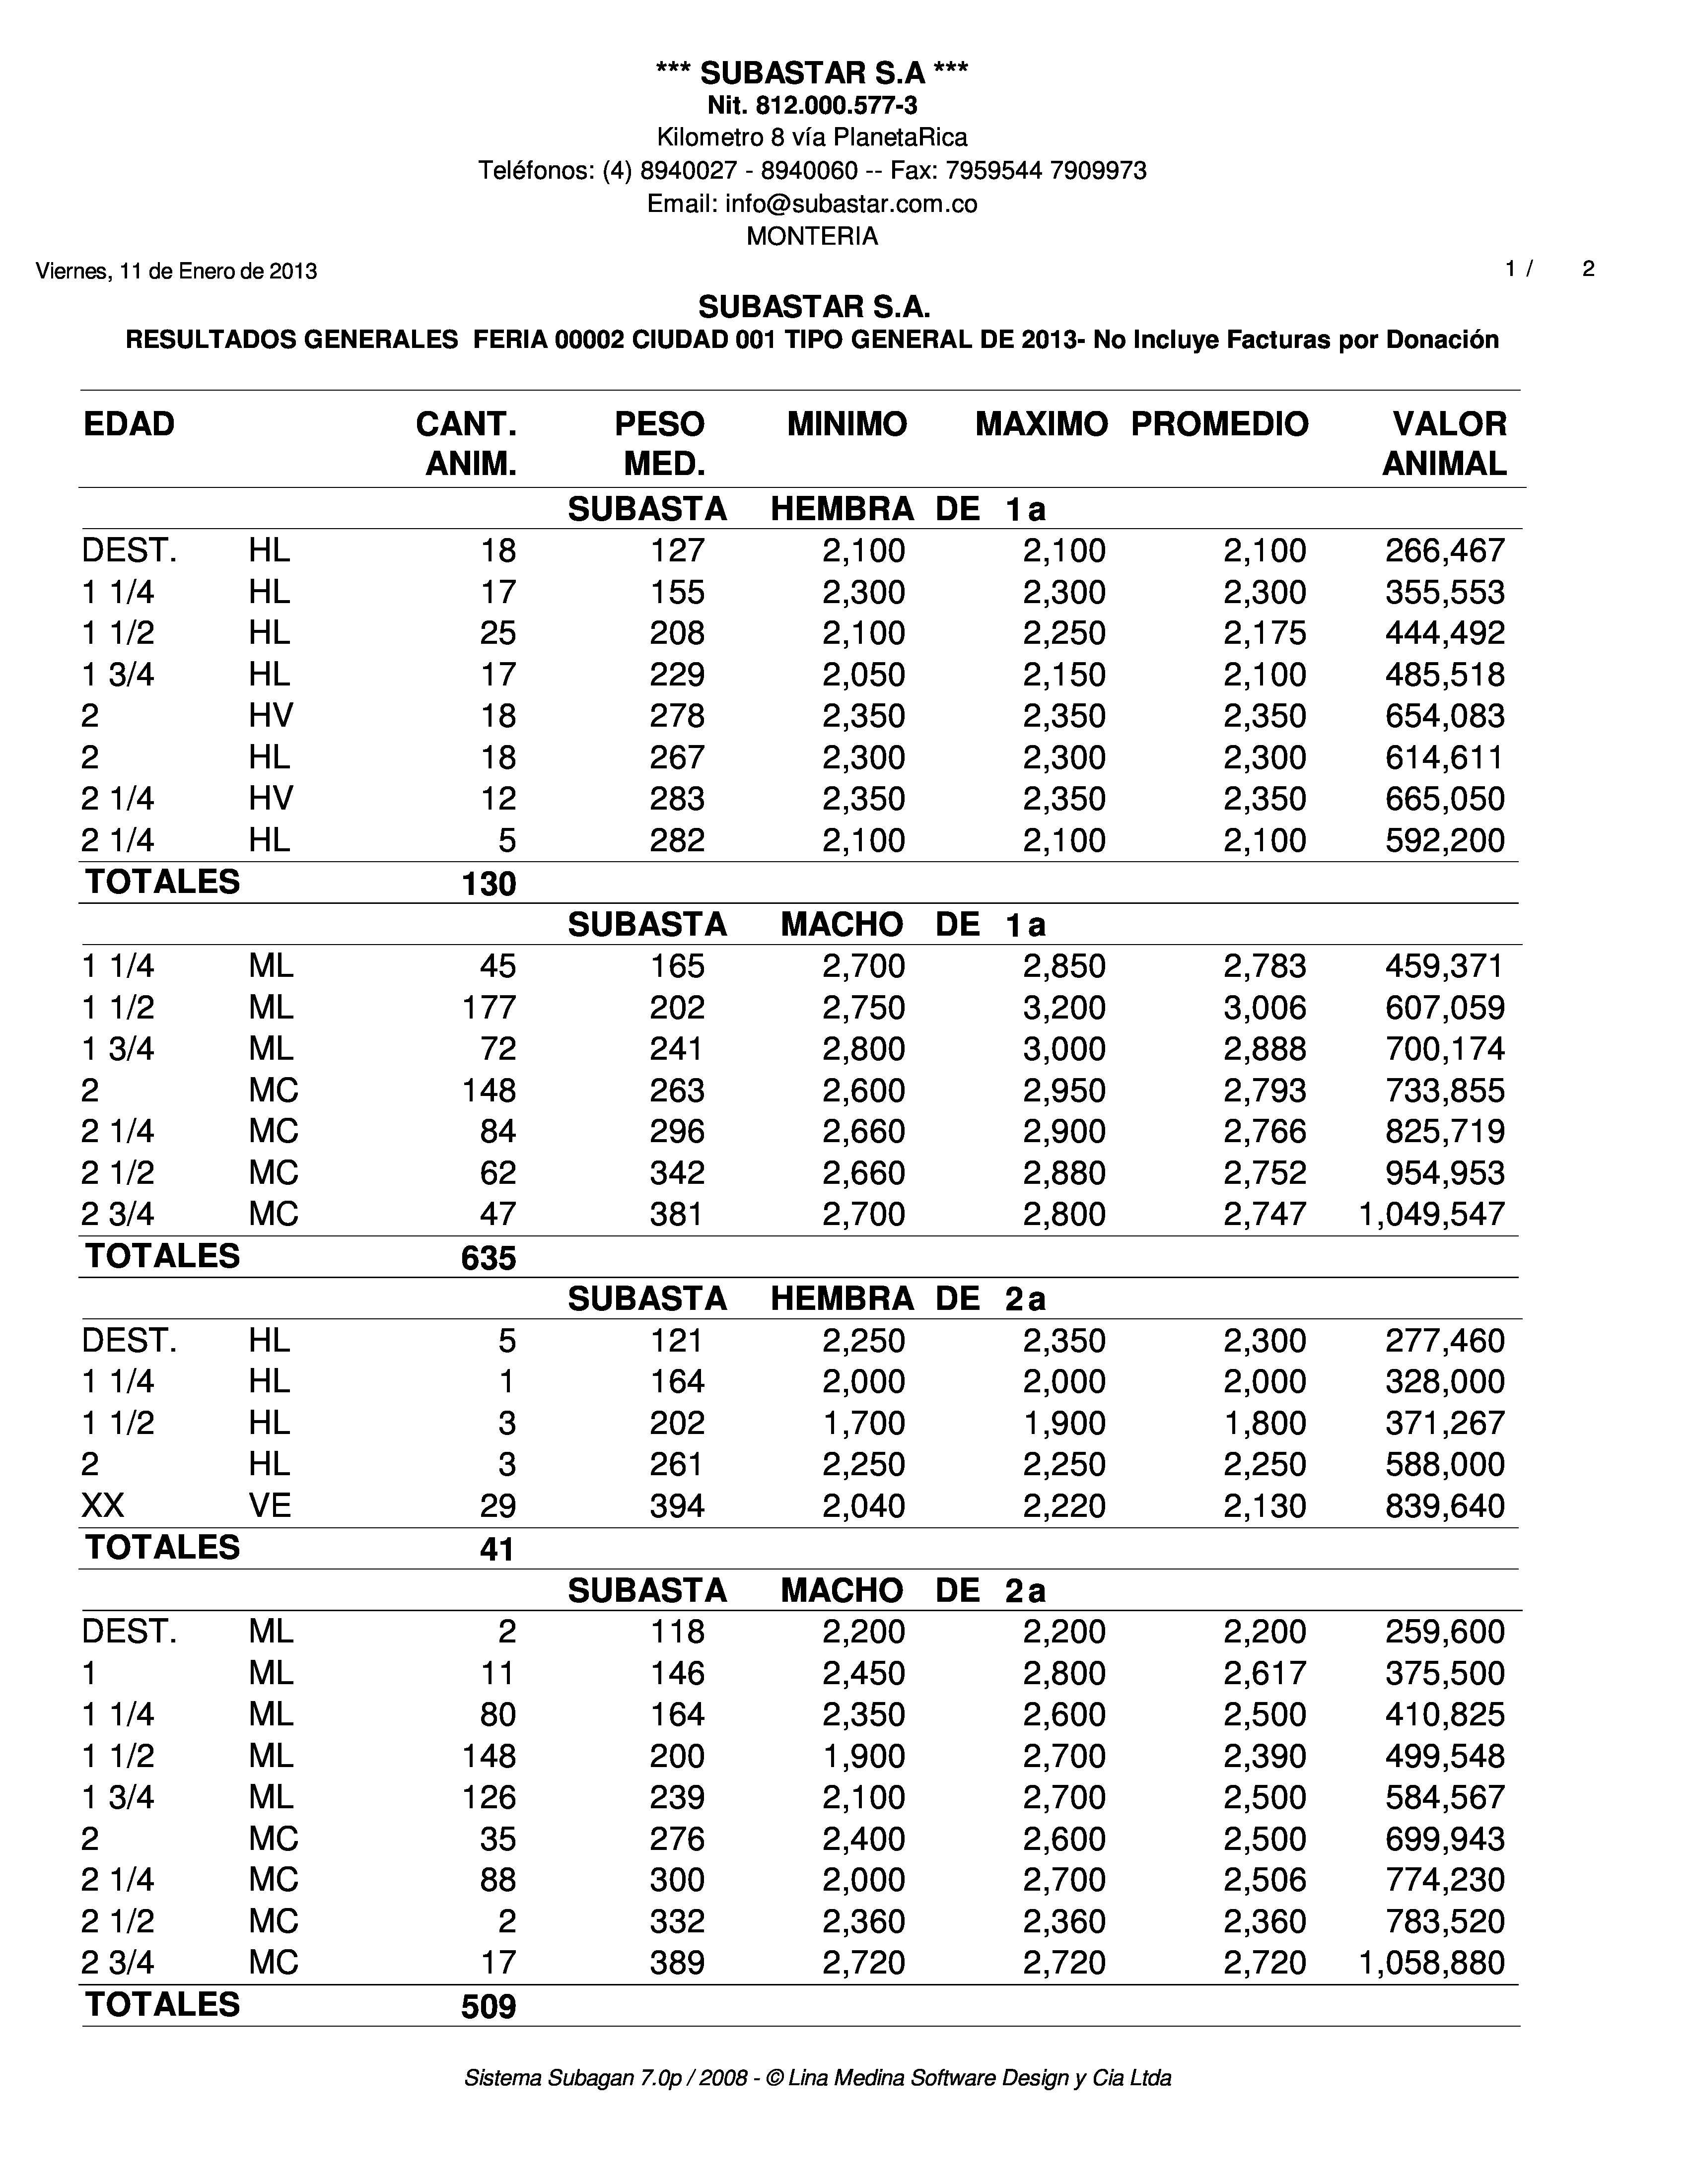 *** SUBASTAR S.A ***
Nit. 812.000.577-3
Kilometro 8 vía PlanetaRica
Teléfonos: (4) 8940027 - 8940060 -- Fax: 7959544 7909973
Email: info@subastar.com.co
MONTERIA
Viernes, 11 de Enero de 2013 1 / 2
SUBASTAR S.A.
RESULTADOS GENERALES FERIA 00002 CIUDAD 001 TIPO GENERAL DE 2013- No Incluye Facturas por Donación
EDAD CANT. PESO MINIMO MAXIMO PROMEDIO VALOR
ANIM. MED. ANIMAL
SUBASTA HEMBRA DE 1a
DEST. HL 18 127 2,100 2,100 2,100 266,467
1 1/4 HL 17 155 2,300 2,300 2,300 355,553
1 1/2 HL 25 208 2,100 2,250 2,175 444,492
1 3/4 HL 17 229 2,050 2,150 2,100 485,518
2 HV 18 278 2,350 2,350 2,350 654,083
2 HL 18 267 2,300 2,300 2,300 614,611
2 1/4 HV 12 283 2,350 2,350 2,350 665,050
2 1/4 HL 5 282 2,100 2,100 2,100 592,200
TOTALES 130
SUBASTA MACHO DE 1a
1 1/4 ML 45 165 2,700 2,850 2,783 459,371
1 1/2 ML 177 202 2,750 3,200 3,006 607,059
1 3/4 ML 72 241 2,800 3,000 2,888 700,174
2 MC 148 263 2,600 2,950 2,793 733,855
2 1/4 MC 84 296 2,660 2,900 2,766 825,719
2 1/2 MC 62 342 2,660 2,880 2,752 954,953
2 3/4 MC 47 381 2,700 2,800 2,747 1,049,547
TOTALES 635
SUBASTA HEMBRA DE 2a
DEST. HL 5 121 2,250 2,350 2,300 277,460
1 1/4 HL 1 164 2,000 2,000 2,000 328,000
1 1/2 HL 3 202 1,700 1,900 1,800 371,267
2 HL 3 261 2,250 2,250 2,250 588,000
XX VE 29 394 2,040 2,220 2,130 839,640
TOTALES 41
SUBASTA MACHO DE 2a
DEST. ML 2 118 2,200 2,200 2,200 259,600
1 ML 11 146 2,450 2,800 2,617 375,500
1 1/4 ML 80 164 2,350 2,600 2,500 410,825
1 1/2 ML 148 200 1,900 2,700 2,390 499,548
1 3/4 ML 126 239 2,100 2,700 2,500 584,567
2 MC 35 276 2,400 2,600 2,500 699,943
2 1/4 MC 88 300 2,000 2,700 2,506 774,230
2 1/2 MC 2 332 2,360 2,360 2,360 783,520
2 3/4 MC 17 389 2,720 2,720 2,720 1,058,880
TOTALES 509
Sistema Subagan 7.0p / 2008 - © Lina Medina Software Design y Cia Ltda